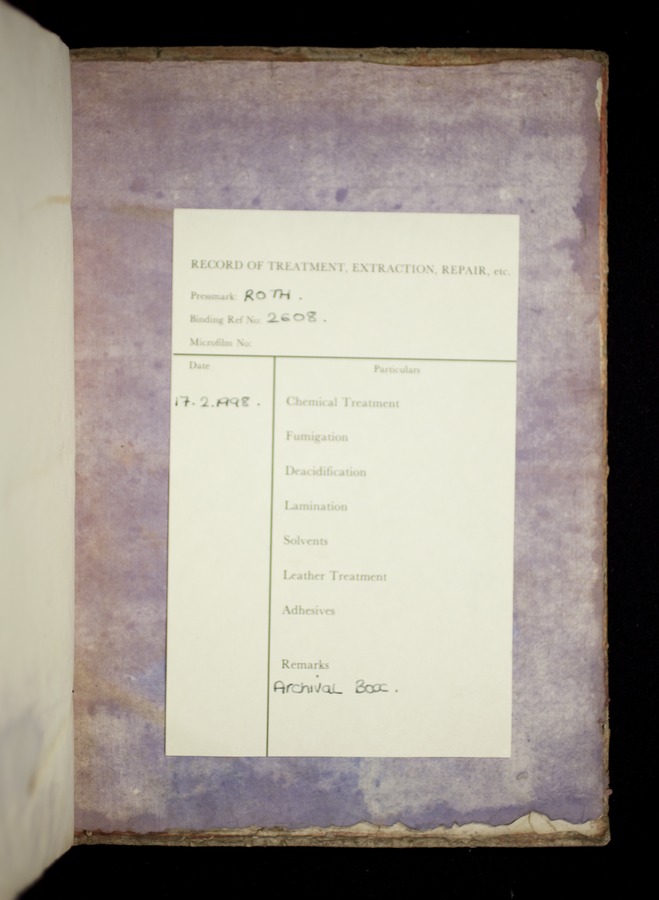 RECORD OF TREATMENT, EXTRACTION, REPAIR, etc.
Pressmark: ROTH.
Binding Ref No: 2608.
Microfilm No:
Date
Particulars
17.2.1998.
Chemical Treatment
Fumigation
Deacidification
Lamination
Solvents
Leather Treatment
Adhesives
Remarks
Archival Box.